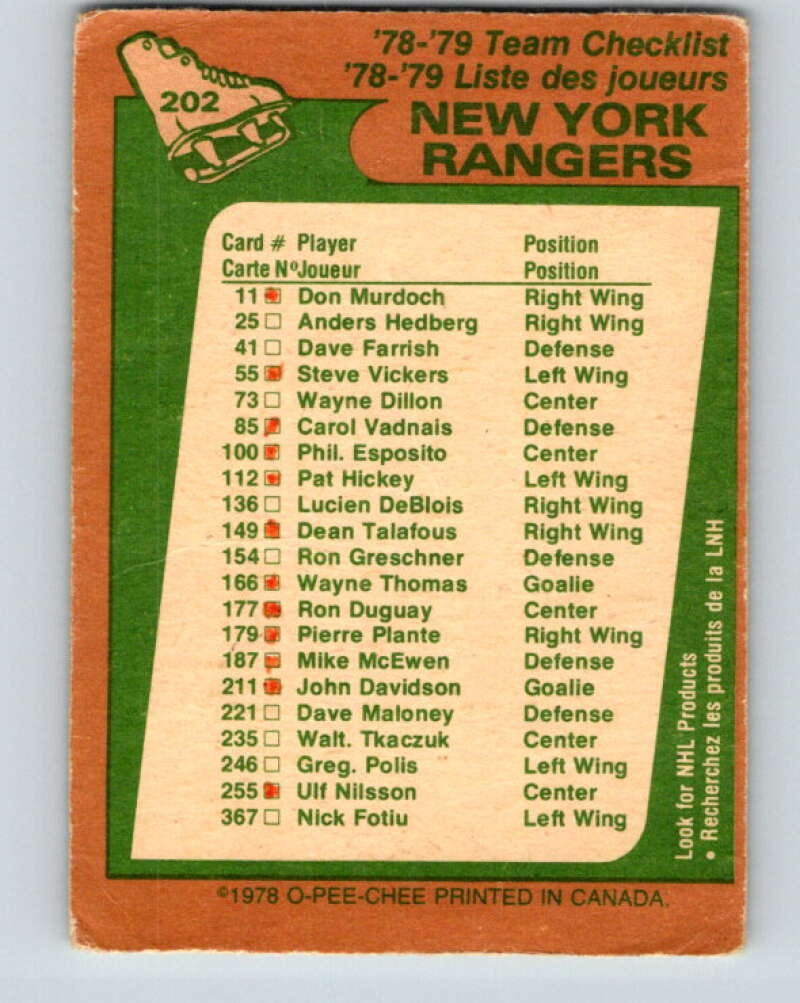 '78-'79 Team Checklist
'78-'79 Liste des joueurs
202
NEW YORK
RANGERS
Card # Player Position
Carte Nº Joueur Position
11 Don Murdoch Right Wing
25 Anders Hedberg Right Wing
41 Dave Farrish Defense
55 Steve Vickers Left Wing
73 Wayne Dillon Center
85 Carol Vadnais Defense
100 Phil. Esposito Center
112 Pat Hickey Left Wing
136 Lucien DeBlois Right Wing
149 Dean Talafous Right Wing
154 Ron Greschner Defense
166 Wayne Thomas Goalie
177 Ron Duguay Center
179 Pierre Plante Right Wing
187 Mike McEwen Defense
211 John Davidson Goalie
221 Dave Maloney Defense
235 Walt. Tkaczuk Center
246 Greg. Polis Left Wing
255 Ulf Nilsson Center
367 Nick Fotiu Left Wing
Look for NHL Products
• Recherchez les produits de la LNH
©1978 O-PEE-CHEE PRINTED IN CANADA.